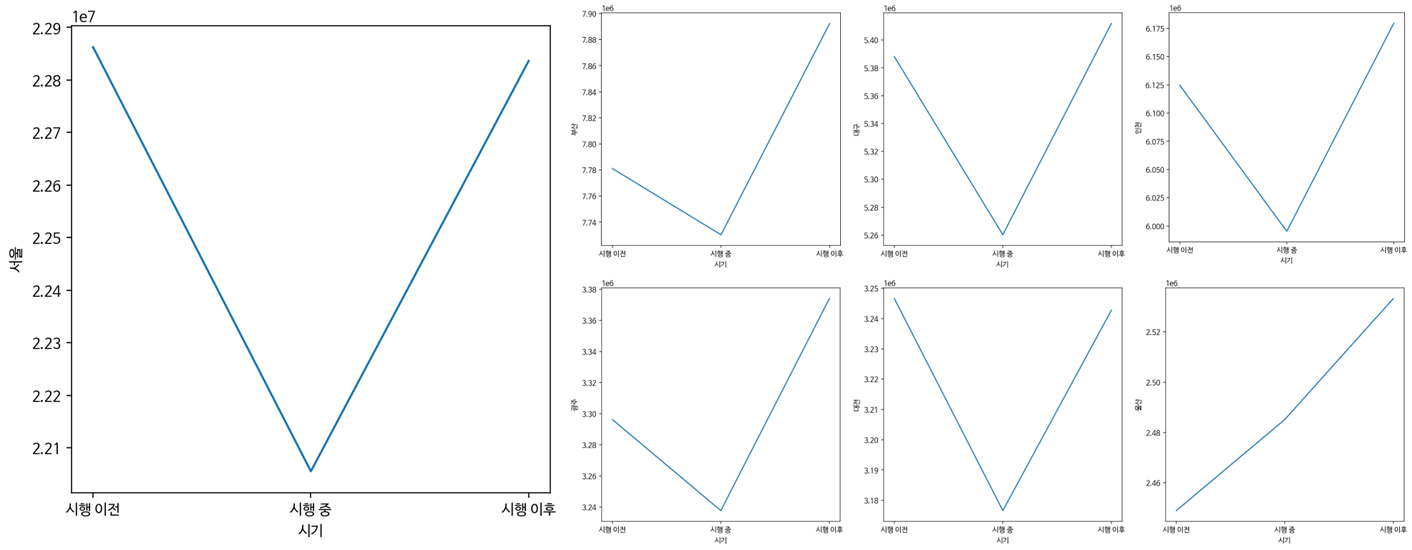 1e7
2.29
2.28
2.27
2.26
2.25
2.24
2.23
2.22
2.21
서울
시행 이전
시행 중
시행 이후
시기
1e6
7.90
7.88
7.86
7.84
7.82
7.80
7.78
7.76
7.74
부산
시행 이전
시행 중
시행 이후
시기
1e6
5.40
5.38
5.36
5.34
5.32
5.30
5.28
5.26
대구
시행 이전
시행 중
시행 이후
시기
1e6
6.175
6.150
6.125
6.100
6.075
6.050
6.025
6.000
인천
시행 이전
시행 중
시행 이후
시기
1e6
3.38
3.36
3.34
3.32
3.30
3.28
3.26
3.24
광주
시행 이전
시행 중
시행 이후
시기
1e6
3.25
3.24
3.23
3.22
3.21
3.20
3.19
3.18
대전
시행 이전
시행 중
시행 이후
시기
1e6
2.52
2.50
2.48
2.46
울산
시행 이전
시행 중
시행 이후
시기